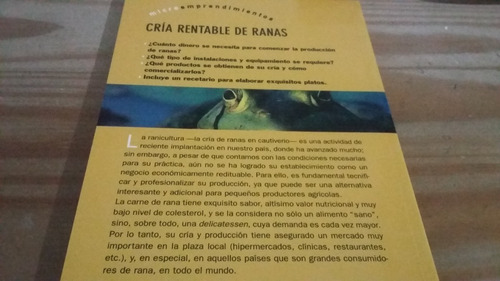 microemprendimientos
CRÍA RENTABLE DE RANAS
¿Cuánto dinero se necesita para comenzar la producción
de ranas?
¿Qué tipo de instalaciones y equipamiento se requiere?
¿Qué productos se obtienen de su cría y cómo
comercializarlos?
Incluye un recetario para elaborar exquisitos platos.
La ranicultura —la cría de ranas en cautiverio— es una actividad de
reciente implantación en nuestro país, donde ha avanzado mucho;
sin embargo, a pesar de que contamos con las condiciones necesarias
para su práctica, aún no se ha logrado su establecimiento como un
negocio económicamente redituable. Para ello, es fundamental tecnifi-
car y profesionalizar su producción, ya que puede ser una alternativa
interesante y adicional para pequeños productores agrícolas.
La carne de rana tiene exquisito sabor, altísimo valor nutricional y muy
bajo nivel de colesterol, y se la considera no sólo un alimento "sano",
sino, sobre todo, una delicatessen, cuya demanda es cada vez mayor.
Por lo tanto, su cría y producción tiene asegurado un mercado muy
importante en la plaza local (hipermercados, clínicas, restaurantes,
etc.), y, en especial, en aquellos países que son grandes consumido-
res de rana, en todo el mundo.